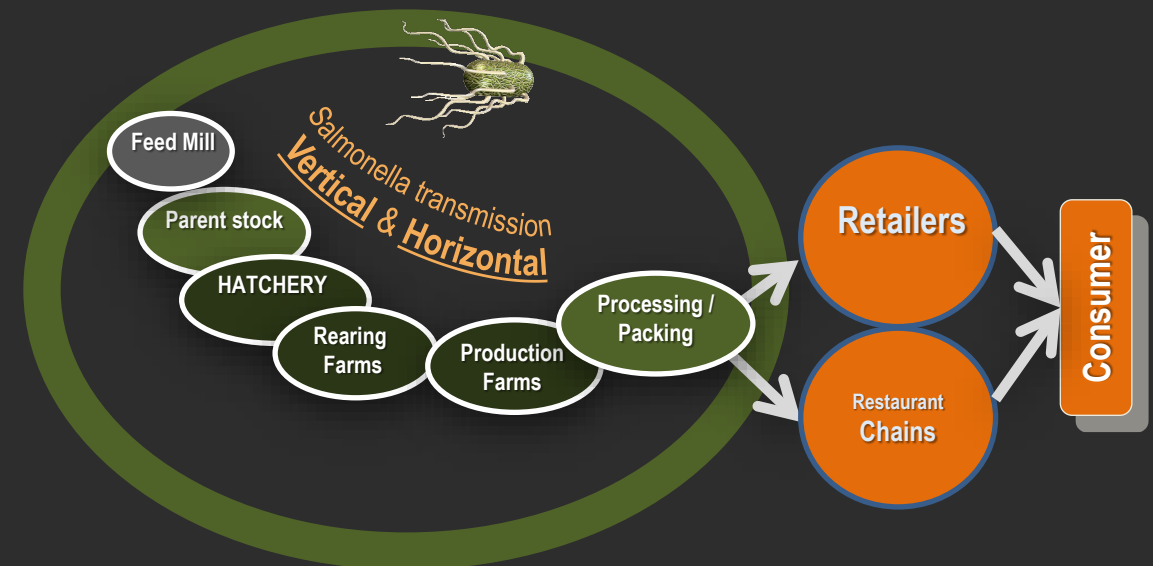 Salmonella transmission
Vertical & Horizontal
Feed Mill
Parent stock
HATCHERY
Rearing
Farms
Production
Farms
Processing /
Packing
Retailers
Restaurant
Chains
Consumer